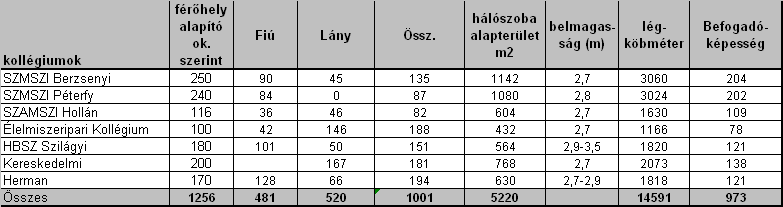 kollégiumok férőhely alapító ok. szerint Fiú Lány Össz. hálószoba alapterület m2 belmagas-ság (m) lég-köbméter Befogadó-képesség
SZMSZI Berzsenyi 250 90 45 135 1142 2,7 3060 204
SZMSZI Péterfy 240 84 0 87 1080 2,8 3024 202
SZAMSZI Hollán 116 36 46 82 604 2,7 1630 109
Élelmiszeripari Kollégium 100 42 146 188 432 2,7 1166 78
HBSZ Szilágyi 180 101 50 151 564 2,9-3,5 1820 121
Kereskedelmi 200 167 181 768 2,7 2073 138
Herman 170 128 66 194 630 2,7-2,9 1818 121
Összes 1256 481 520 1001 5220 14591 973